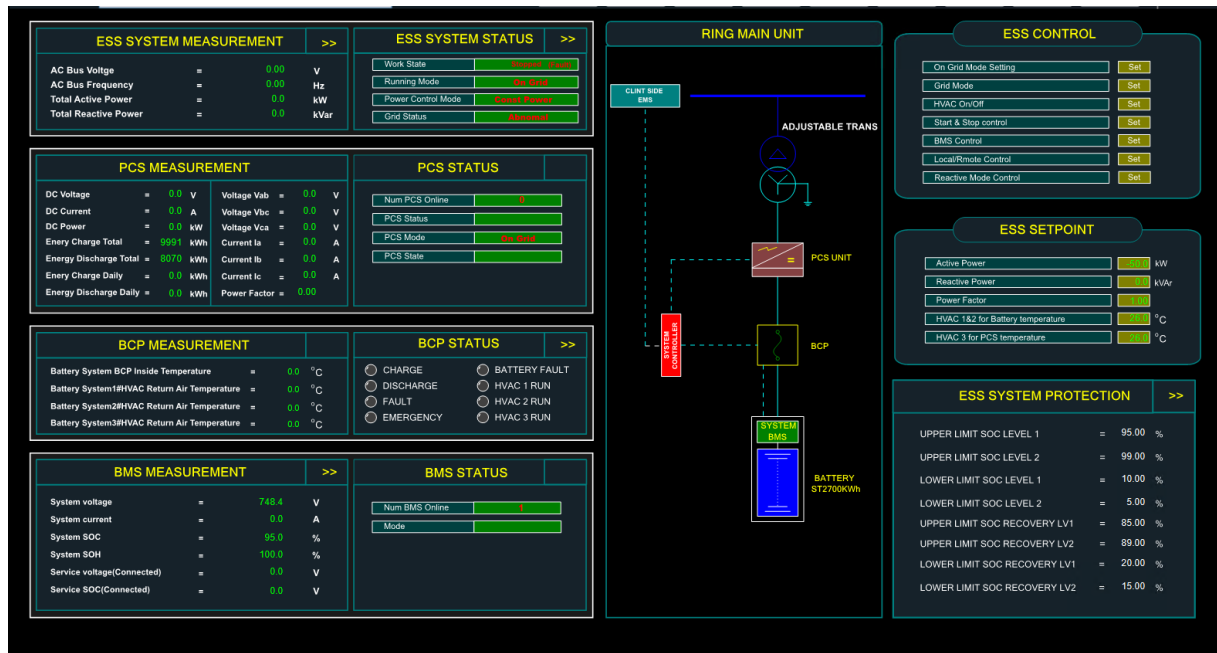 ESS SYSTEM MEASUREMENT >>
AC Bus Voltge = 0.00 V
AC Bus Frequency = 0.00 Hz
Total Active Power = 0.0 kW
Total Reactive Power = 0.0 kVar
ESS SYSTEM STATUS >>
Work State
Running Mode On Grid
Power Control Mode Power
Grid Status Abnormal
PCS MEASUREMENT
DC Voltage = 0.0 V Voltage Vab = 0.0 V
DC Current = 0.0 A Voltage Vbc = 0.0 V
DC Power = 0.0 kW Voltage Vca = 0.0 V
Enery Charge Total = 9991 kWh Current Ia = 0.0 A
Energy Discharge Total = 8070 kWh Current Ib = 0.0 A
Enery Charge Daily = 0.0 kWh Current Ic = 0.0 A
Energy Discharge Daily = 0.0 kWh Power Factor = 0.00
PCS STATUS
Num PCS Online 0
PCS Status
PCS Mode On Grid
PCS State
BCP MEASUREMENT
Battery System BCP Inside Temperature = 0.0 °C
Battery System1#HVAC Return Air Temperature = 0.0 °C
Battery System2#HVAC Return Air Temperature = 0.0 °C
Battery System3#HVAC Return Air Temperature = 0.0 °C
BCP STATUS >>
CHARGE BATTERY FAULT
DISCHARGE HVAC 1 RUN
FAULT HVAC 2 RUN
EMERGENCY HVAC 3 RUN
BMS MEASUREMENT >>
System voltage = 748.4 V
System current = 0.0 A
System SOC = 95.0 %
System SOH = 100.0 %
Service voltage(Connected) = 0.0 V
Service SOC(Connected) = 0.0 V
BMS STATUS
Num BMS Online 1
Mode
RING MAIN UNIT
CLINT SIDE
EMS
ADJUSTABLE TRANS
PCS UNIT
SYSTEM
CONTROLLER
BCP
SYSTEM
BMS
BATTERY
ST2700KWh
ESS CONTROL
On Grid Mode Setting Set
Grid Mode Set
HVAC On/Off Set
Start & Stop control Set
BMS Control Set
Local/Rmote Control Set
Reactive Mode Control Set
ESS SETPOINT
Active Power -50.0 kW
Reactive Power 0.0 kVAr
Power Factor 1.00
HVAC 1&2 for Battery temperature 26.0 °C
HVAC 3 for PCS temperature 26.0 °C
ESS SYSTEM PROTECTION >>
UPPER LIMIT SOC LEVEL 1 = 95.00 %
UPPER LIMIT SOC LEVEL 2 = 99.00 %
LOWER LIMIT SOC LEVEL 1 = 10.00 %
LOWER LIMIT SOC LEVEL 2 = 5.00 %
UPPER LIMIT SOC RECOVERY LV1 = 85.00 %
UPPER LIMIT SOC RECOVERY LV2 = 89.00 %
LOWER LIMIT SOC RECOVERY LV1 = 20.00 %
LOWER LIMIT SOC RECOVERY LV2 = 15.00 %